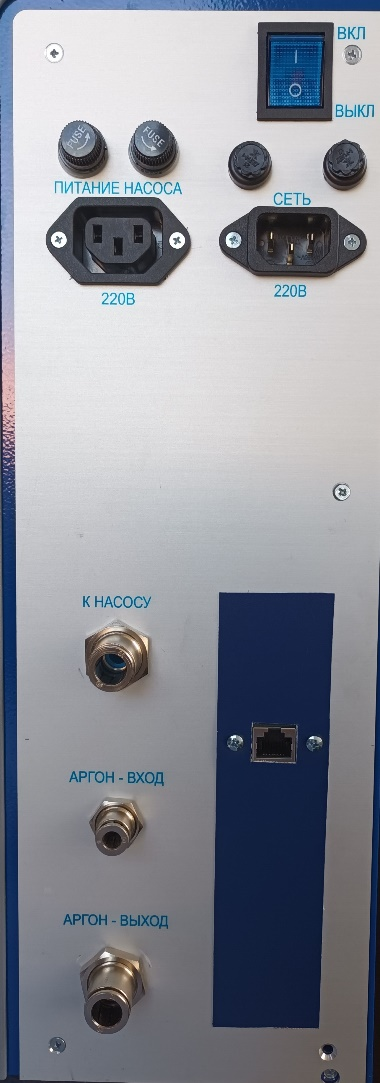 ВКЛ
I
O
ВЫКЛ
FUSE
FUSE
ПИТАНИЕ НАСОСА
СЕТЬ
220В
220В
К НАСОСУ
АРГОН - ВХОД
АРГОН - ВЫХОД